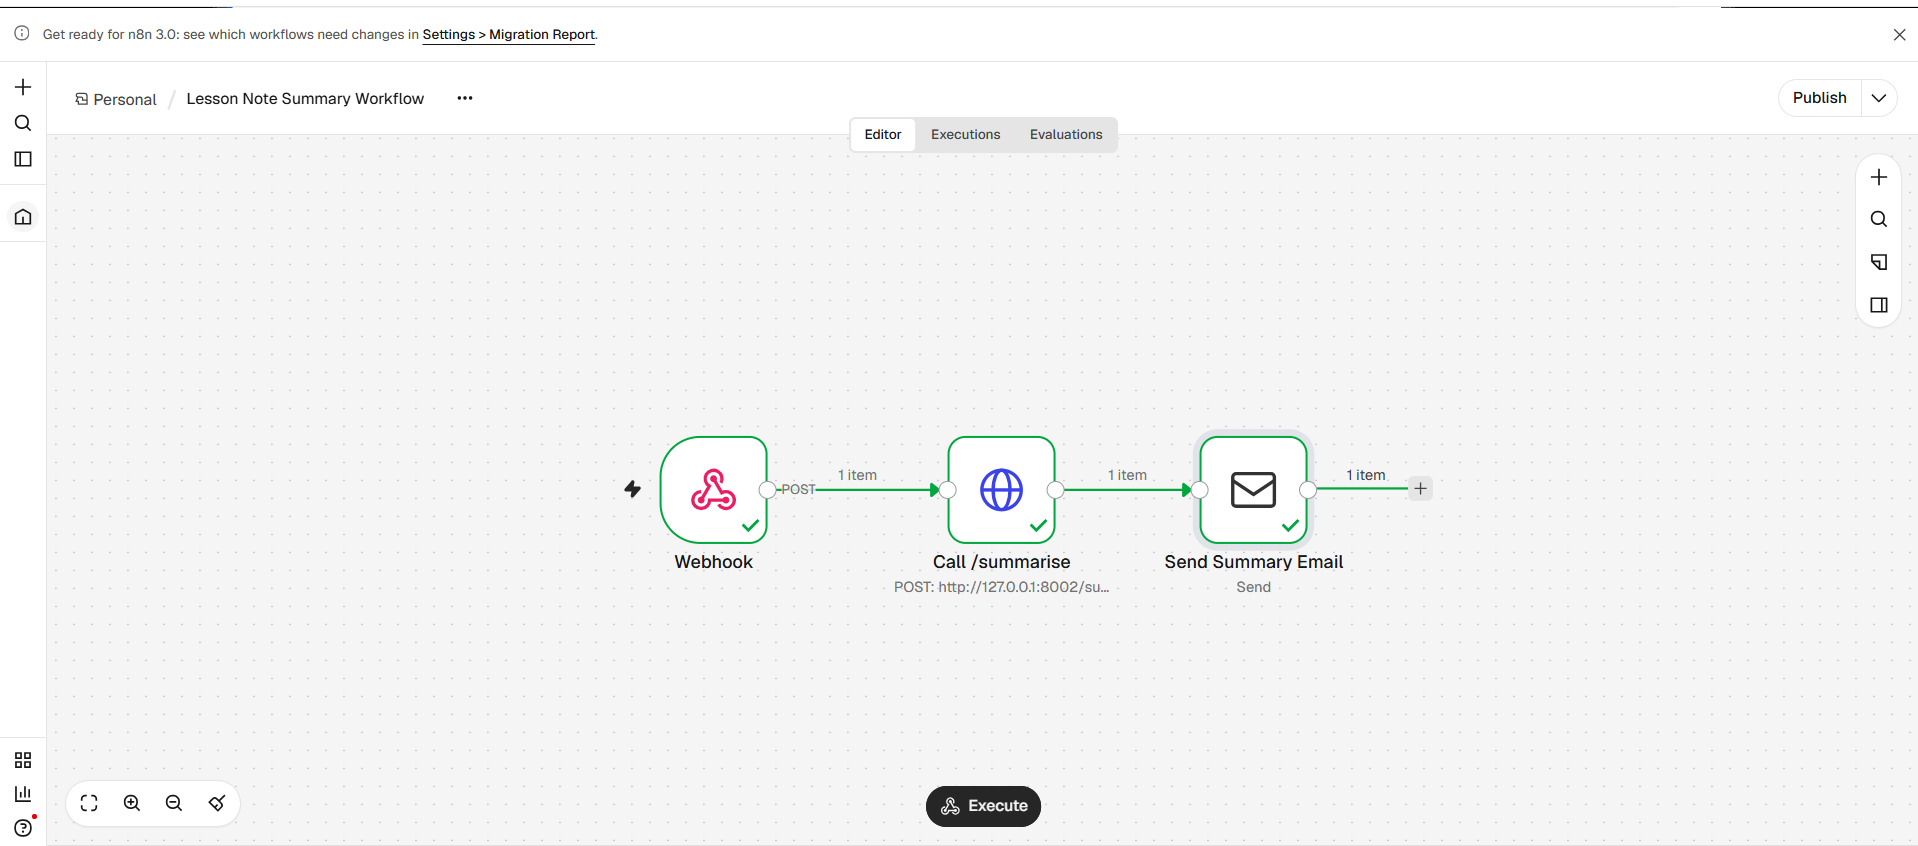 Get ready for n8n 3.0: see which workflows need changes in Settings > Migration Report.
Personal / Lesson Note Summary Workflow ...
Publish
Editor Executions Evaluations
POST 1 item 1 item 1 item
Webhook Call /summarise Send Summary Email
POST: http://127.0.0.1:8002/su... Send
Execute